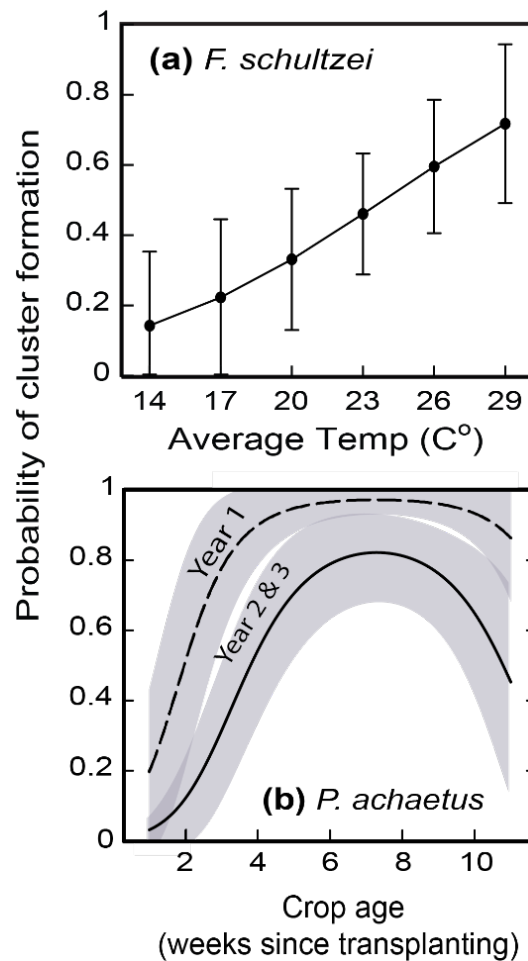 Probability of cluster formation
1
(a) F. schultzei
0.8
0.6
0.4
0.2
0
14 17 20 23 26 29
Average Temp (C°)
1
Year 1
0.8
Year 2 & 3
0.6
0.4
0.2
(b) P. achaetus
0
2 4 6 8 10
Crop age
(weeks since transplanting)